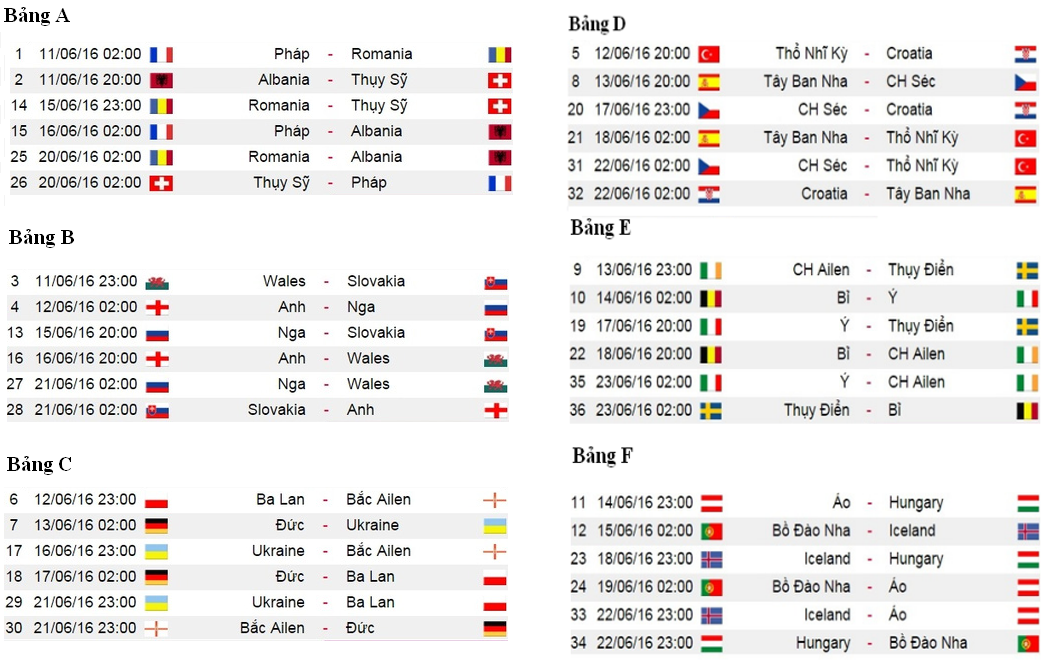 Bảng A
1 11/06/16 02:00 Pháp - Romania
2 11/06/16 20:00 Albania - Thụy Sỹ
14 15/06/16 23:00 Romania - Thụy Sỹ
15 16/06/16 02:00 Pháp - Albania
25 20/06/16 02:00 Romania - Albania
26 20/06/16 02:00 Thụy Sỹ - Pháp
Bảng B
3 11/06/16 23:00 Wales - Slovakia
4 12/06/16 02:00 Anh - Nga
13 15/06/16 20:00 Nga - Slovakia
16 16/06/16 20:00 Anh - Wales
27 21/06/16 02:00 Nga - Wales
28 21/06/16 02:00 Slovakia - Anh
Bảng C
6 12/06/16 23:00 Ba Lan - Bắc Ailen
7 13/06/16 02:00 Đức - Ukraine
17 16/06/16 23:00 Ukraine - Bắc Ailen
18 17/06/16 02:00 Đức - Ba Lan
29 21/06/16 23:00 Ukraine - Ba Lan
30 21/06/16 23:00 Bắc Ailen - Đức
Bảng D
5 12/06/16 20:00 Thổ Nhĩ Kỳ - Croatia
8 13/06/16 20:00 Tây Ban Nha - CH Séc
20 17/06/16 23:00 CH Séc - Croatia
21 18/06/16 02:00 Tây Ban Nha - Thổ Nhĩ Kỳ
31 22/06/16 02:00 CH Séc - Thổ Nhĩ Kỳ
32 22/06/16 02:00 Croatia - Tây Ban Nha
Bảng E
9 13/06/16 23:00 CH Ailen - Thụy Điển
10 14/06/16 02:00 Bỉ - Ý
19 17/06/16 20:00 Ý - Thụy Điển
22 18/06/16 20:00 Bỉ - CH Ailen
35 23/06/16 02:00 Ý - CH Ailen
36 23/06/16 02:00 Thụy Điển - Bỉ
Bảng F
11 14/06/16 23:00 Áo - Hungary
12 15/06/16 02:00 Bồ Đào Nha - Iceland
23 18/06/16 23:00 Iceland - Hungary
24 19/06/16 02:00 Bồ Đào Nha - Áo
33 22/06/16 23:00 Iceland - Áo
34 22/06/16 23:00 Hungary - Bồ Đào Nha